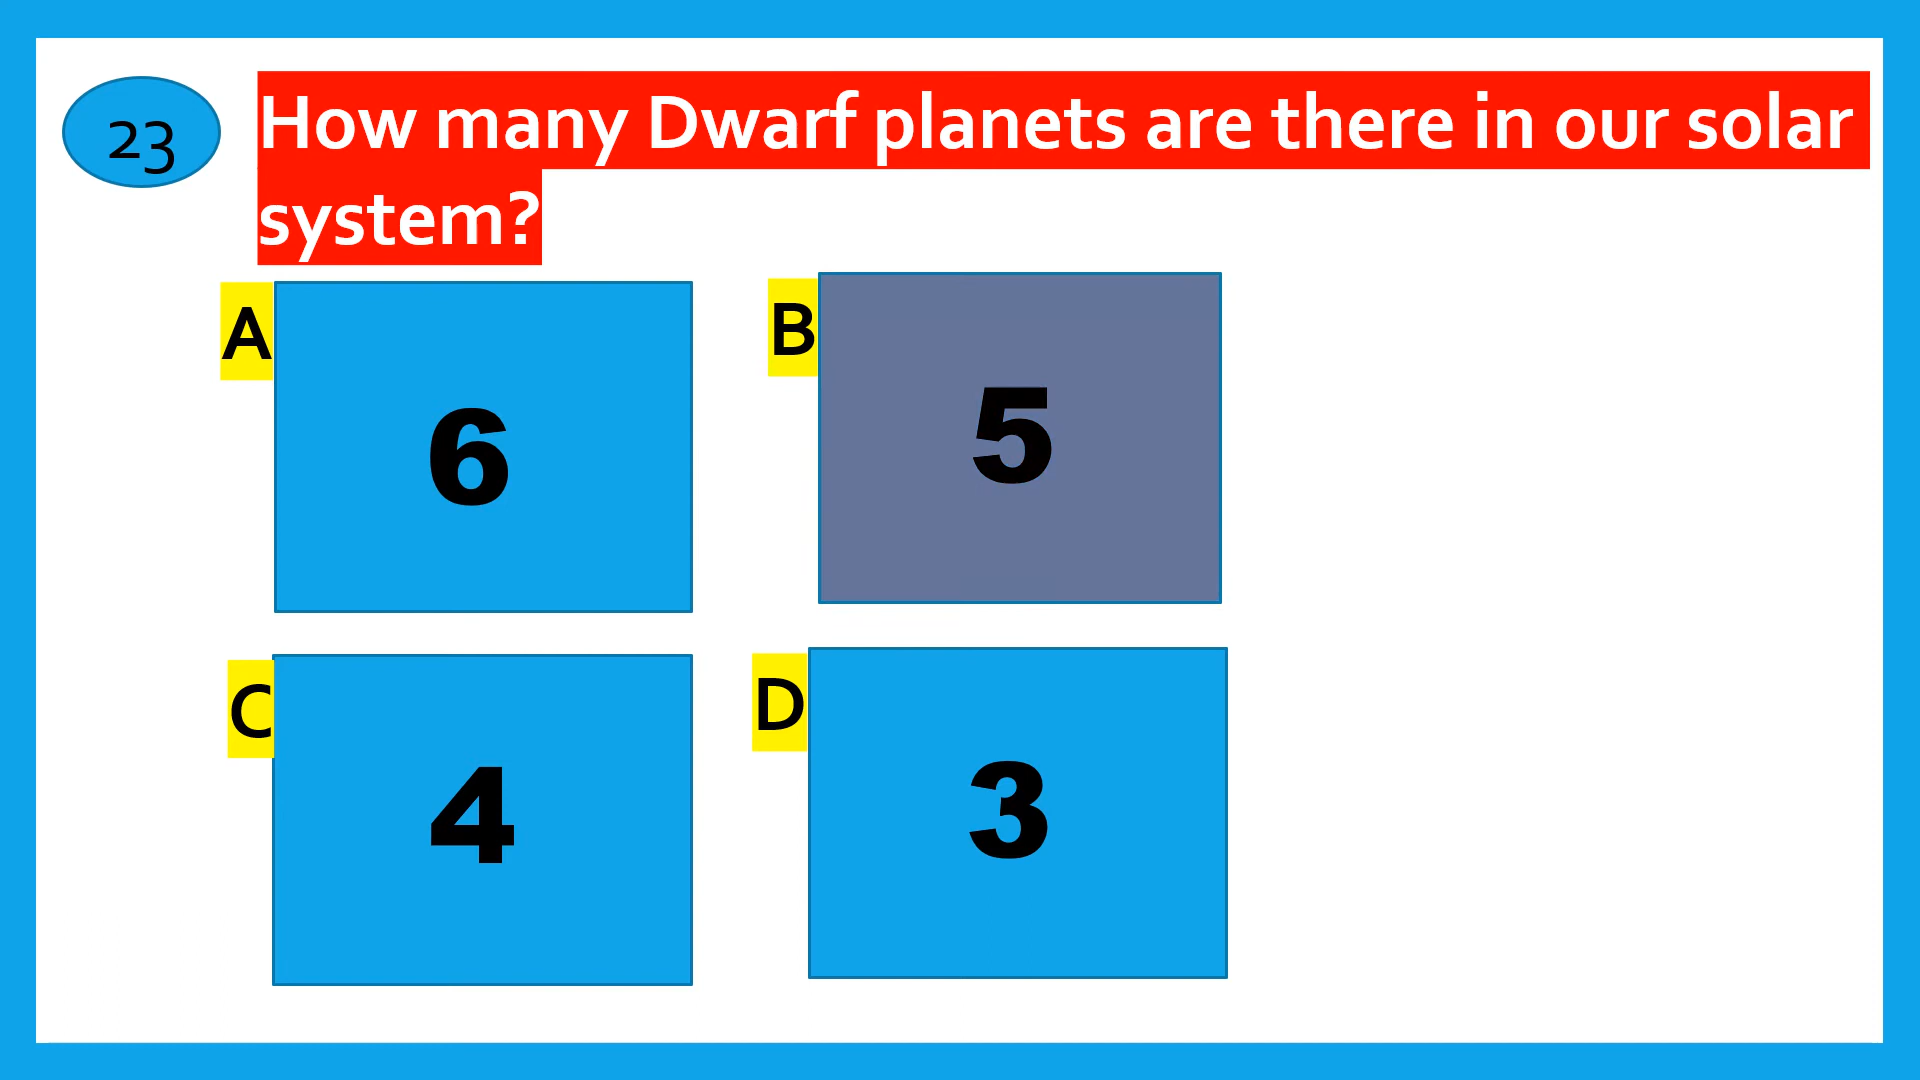 23
How many Dwarf planets are there in our solar
system?
A
6
B
5
C
4
D
3